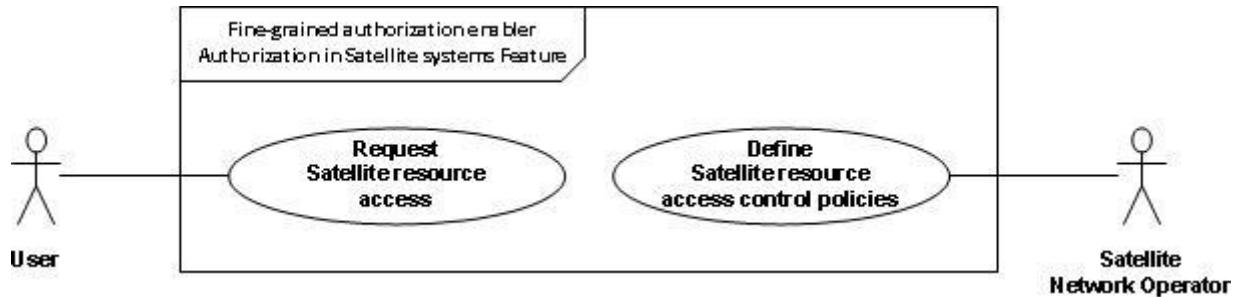 Fine-grained authorization enabler
Authorization in Satellite systems Feature
Request
Satellite resource
access
Define
Satellite resource
access control policies
User
Satellite
Network Operator